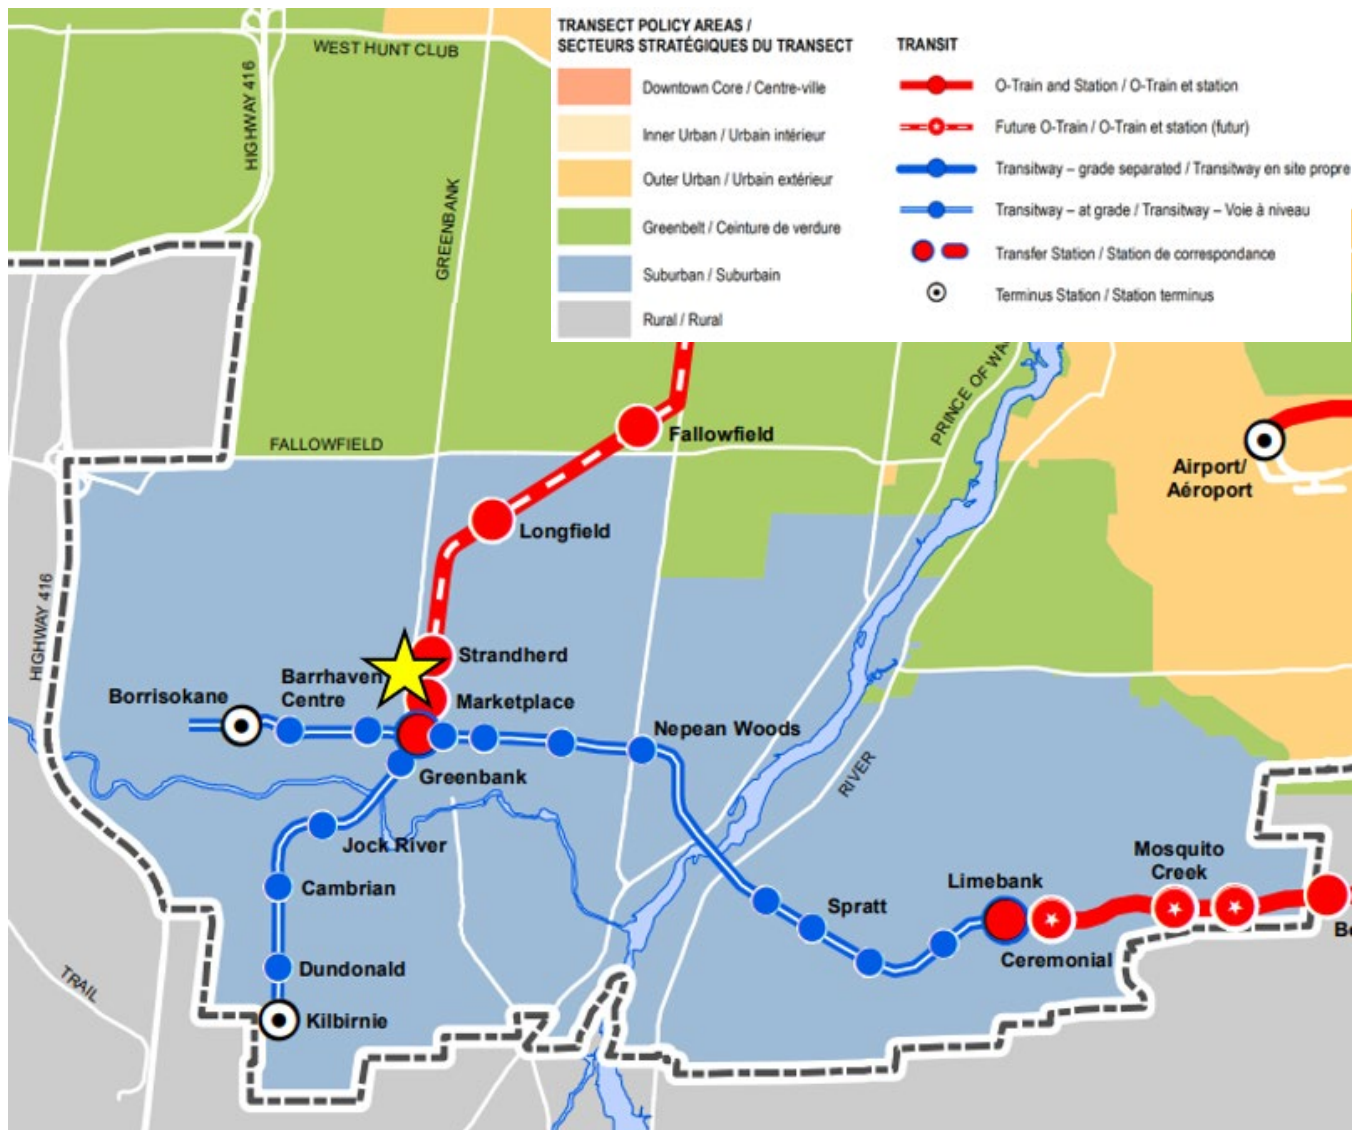 TRANSECT POLICY AREAS /
SECTEURS STRATÉGIQUES DU TRANSECT
Downtown Core / Centre-ville
Inner Urban / Urbain intérieur
Outer Urban / Urbain extérieur
Greenbelt / Ceinture de verdure
Suburban / Suburbain
Rural / Rural
TRANSIT
O-Train and Station / O-Train et station
Future O-Train / O-Train et station (futur)
Transitway – grade separated / Transitway en site propre
Transitway – at grade / Transitway – Voie à niveau
Transfer Station / Station de correspondance
Terminus Station / Station terminus
WEST HUNT CLUB
HIGHWAY 416
GREENBANK
PRINCE OF
FALLOWFIELD
Fallowfield
Airport/
Aéroport
Longfield
HIGHWAY 416
Strandherd
Barrhaven
Centre
Borrisokane
Marketplace
Nepean Woods
Greenbank
RIVER
Jock River
Mosquito
Creek
Limebank
Cambrian
Spratt
Ceremonial
Dundonald
TRAIL
Kilbirnie